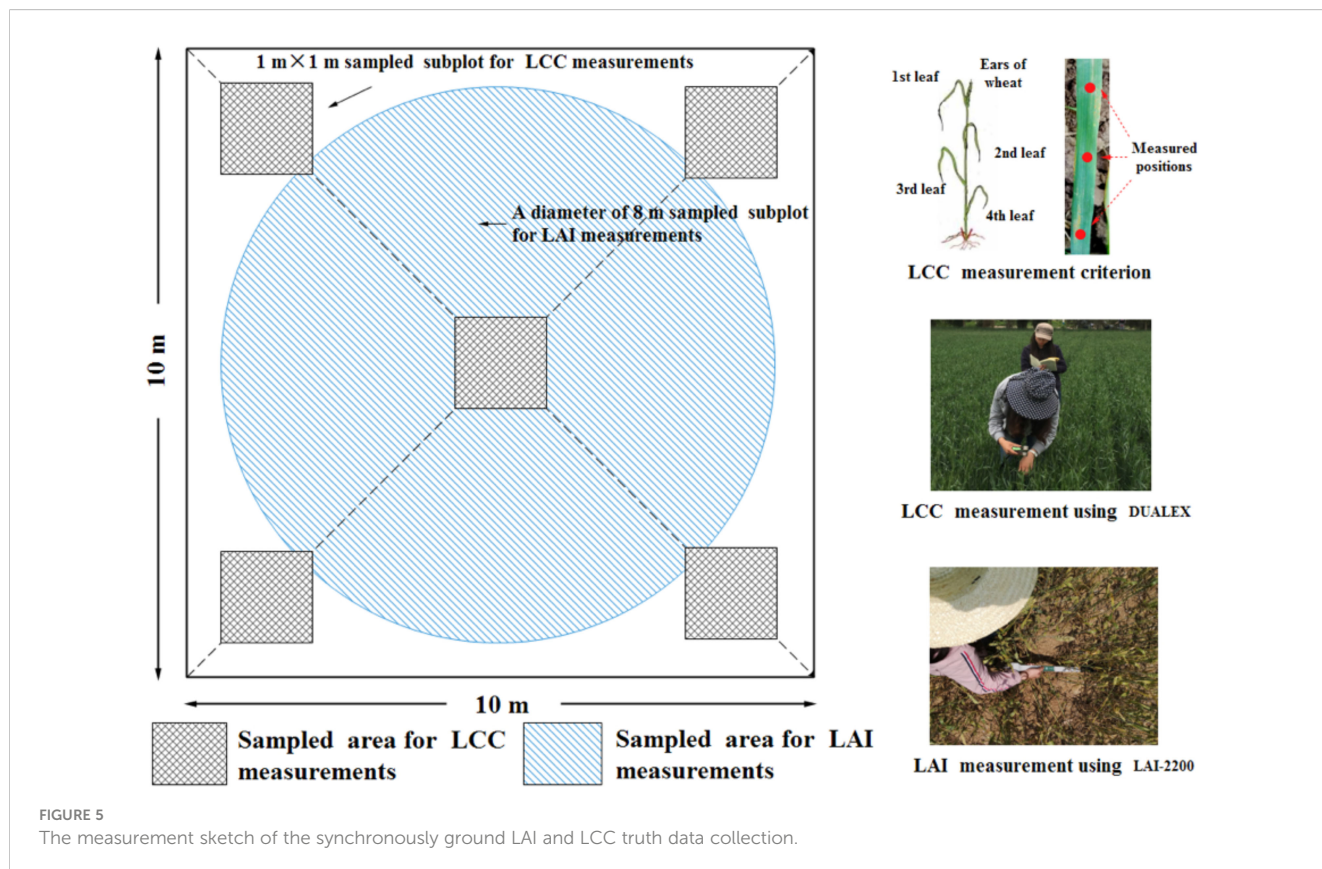 1 m×1 m sampled subplot for LCC measurements
A diameter of 8 m sampled subplot
for LAI measurements
10 m
10 m
Sampled area for LCC
measurements
Sampled area for LAI
measurements
1st leaf
Ears of
wheat
2nd leaf
3rd leaf
4th leaf
Measured
positions
LCC measurement criterion
LCC measurement using DUALEX
LAI measurement using LAI-2200
FIGURE 5
The measurement sketch of the synchronously ground LAI and LCC truth data collection.